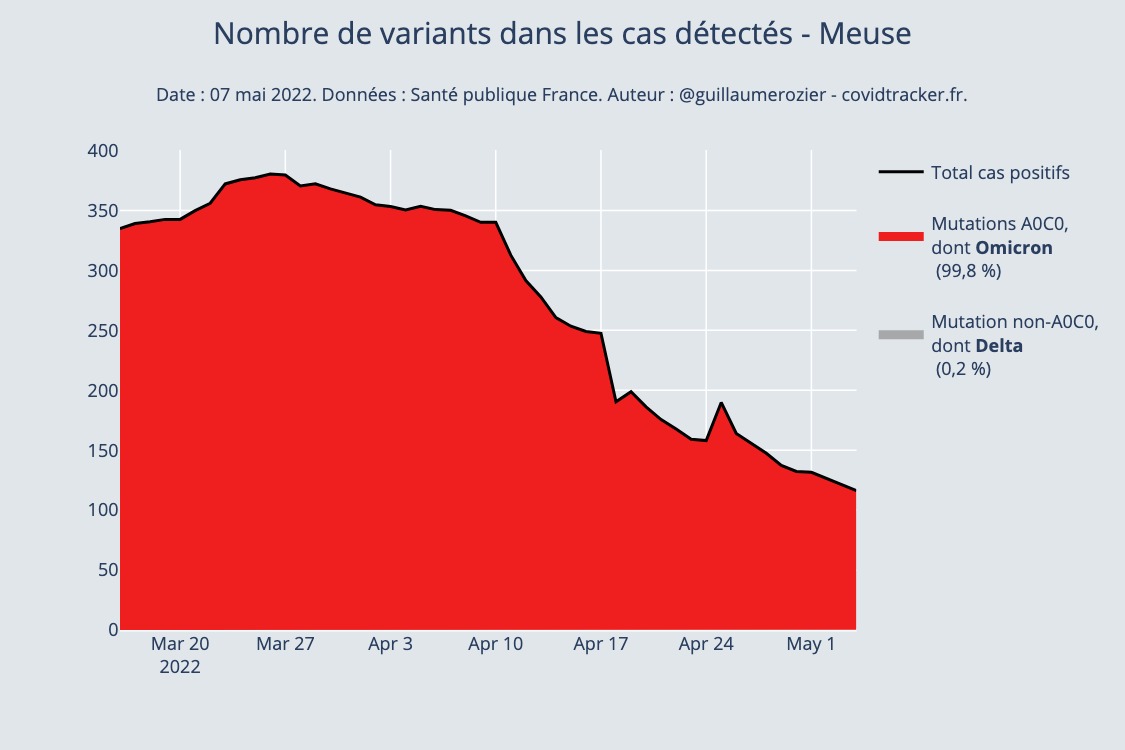 Nombre de variants dans les cas détectés - Meuse
Date : 07 mai 2022. Données : Santé publique France. Auteur : @guillaumerozier - covidtracker.fr.
400
350
300
250
200
150
100
50
0
Mar 20 Mar 27 Apr 3 Apr 10 Apr 17 Apr 24 May 1
2022
Total cas positifs
Mutations A0C0,
dont Omicron
(99,8 %)
Mutation non-A0C0,
dont Delta
(0,2 %)